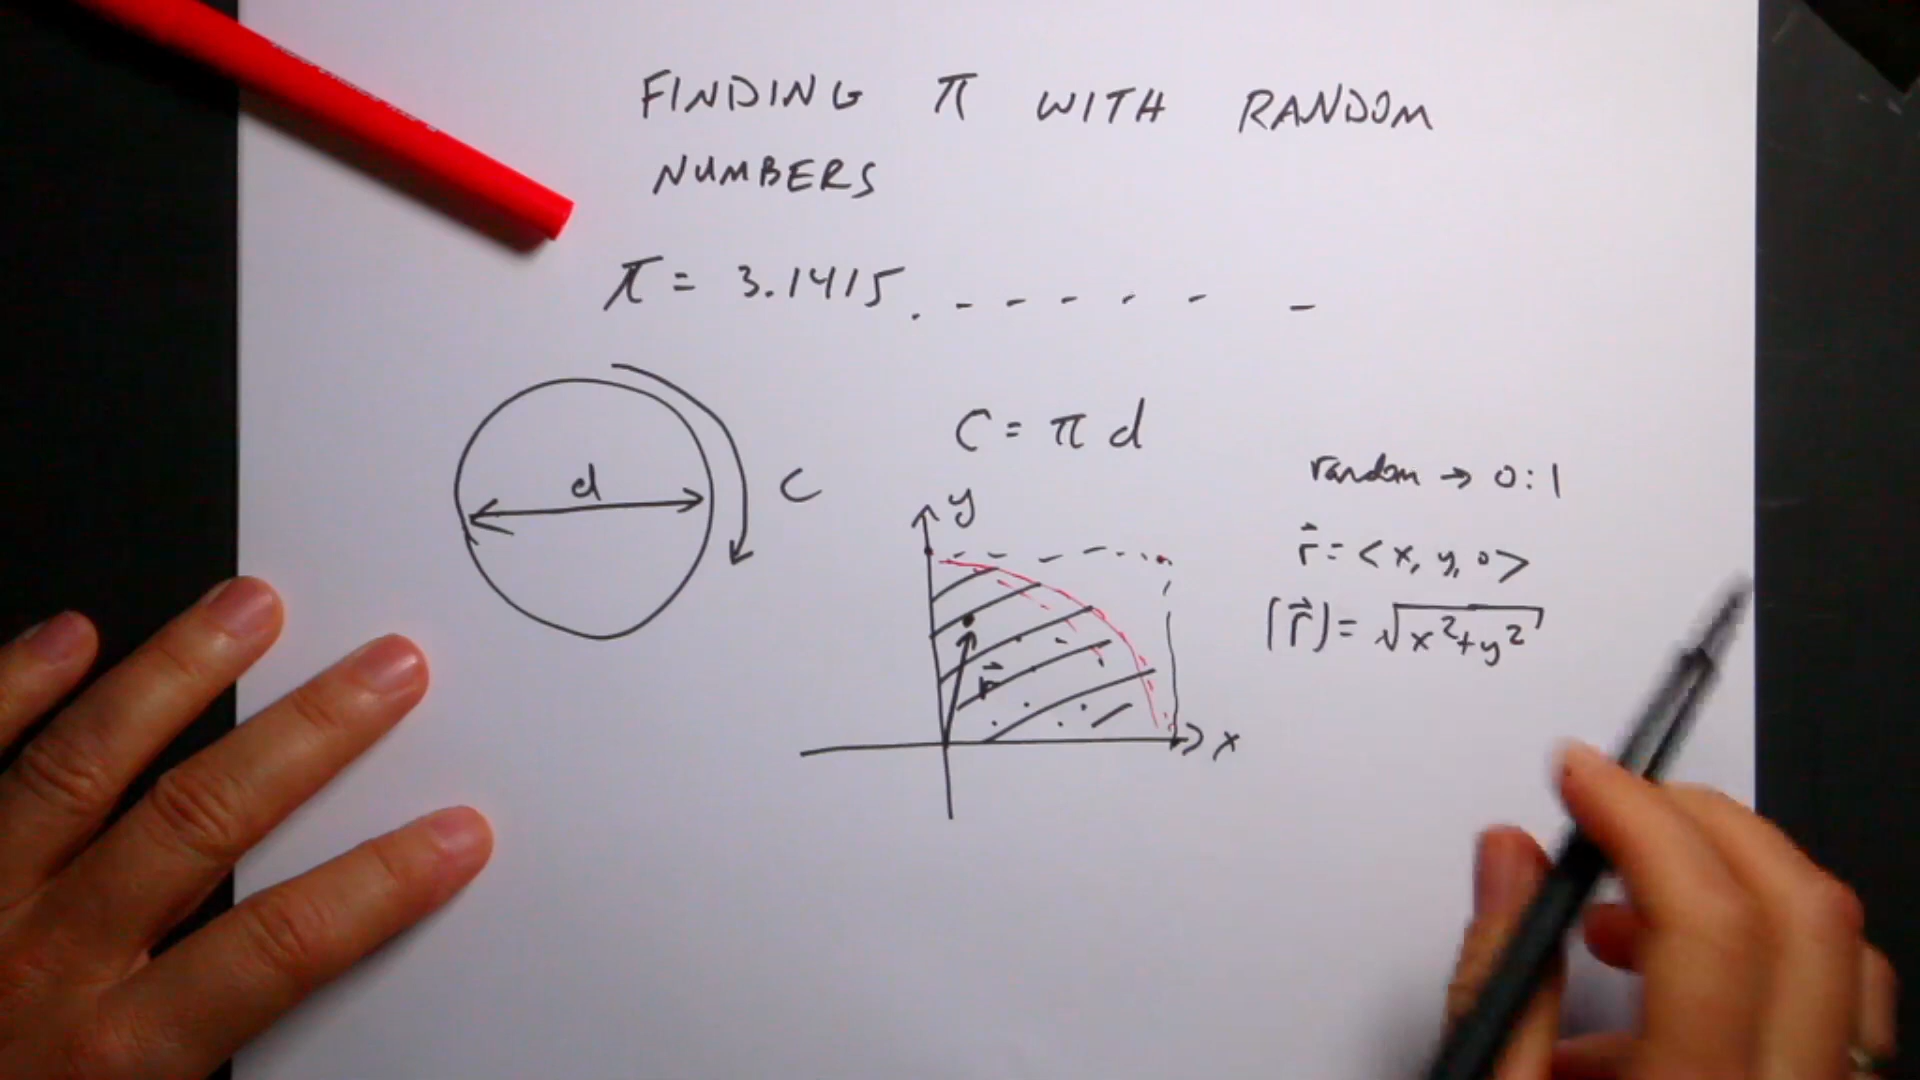 FINDING π WITH RANDOM
NUMBERS
π = 3.1415.------
d
C
C = π d
y
r⃗
x
random → 0:1
r⃗ = <x, y, 0>
|r⃗| = √x²+y²